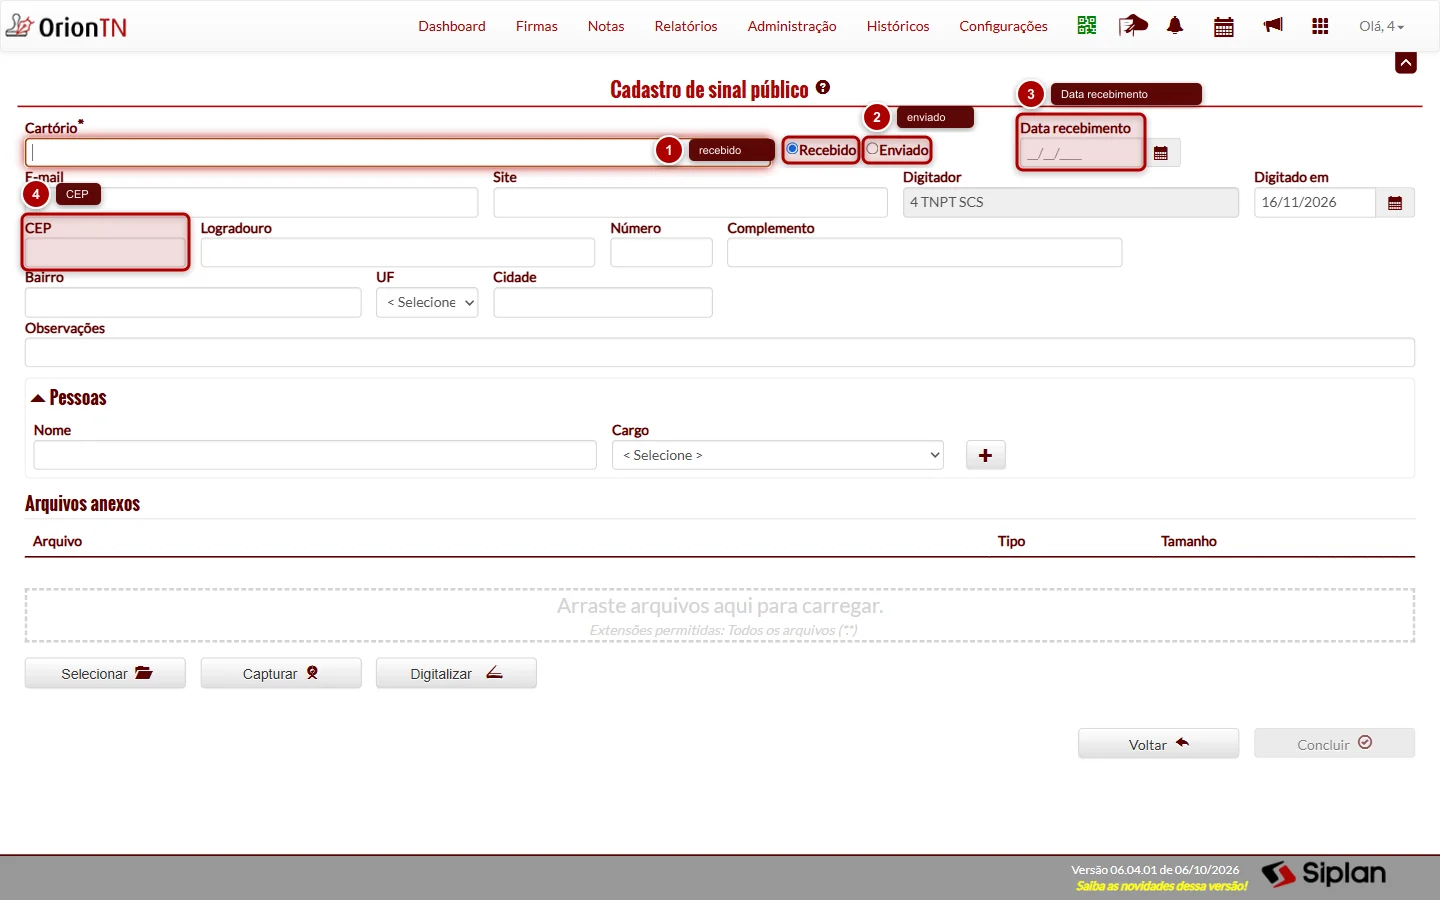 OrionTN
Dashboard Firmas Notas Relatórios Administração Históricos Configurações Olá, 4
Cadastro de sinal público ?
3 Data recebimento
2 enviado
Cartório*
Data recebimento
1 recebido
Recebido Enviado
__/__/____
E-mail Site Digitador Digitado em
4 CEP
4 TNPT SCS 16/11/2026
CEP Logradouro Número Complemento
Bairro UF Cidade
< Selecione
Observações
Pessoas
Nome Cargo
< Selecione >
Arquivos anexos
Arquivo Tipo Tamanho
Arraste arquivos aqui para carregar.
Extensões permitidas: Todos os arquivos (*.*)
Selecionar Capturar Digitalizar
Voltar Concluir
Versão 06.04.01 de 06/10/2026
Saiba as novidades dessa versão!
Siplan